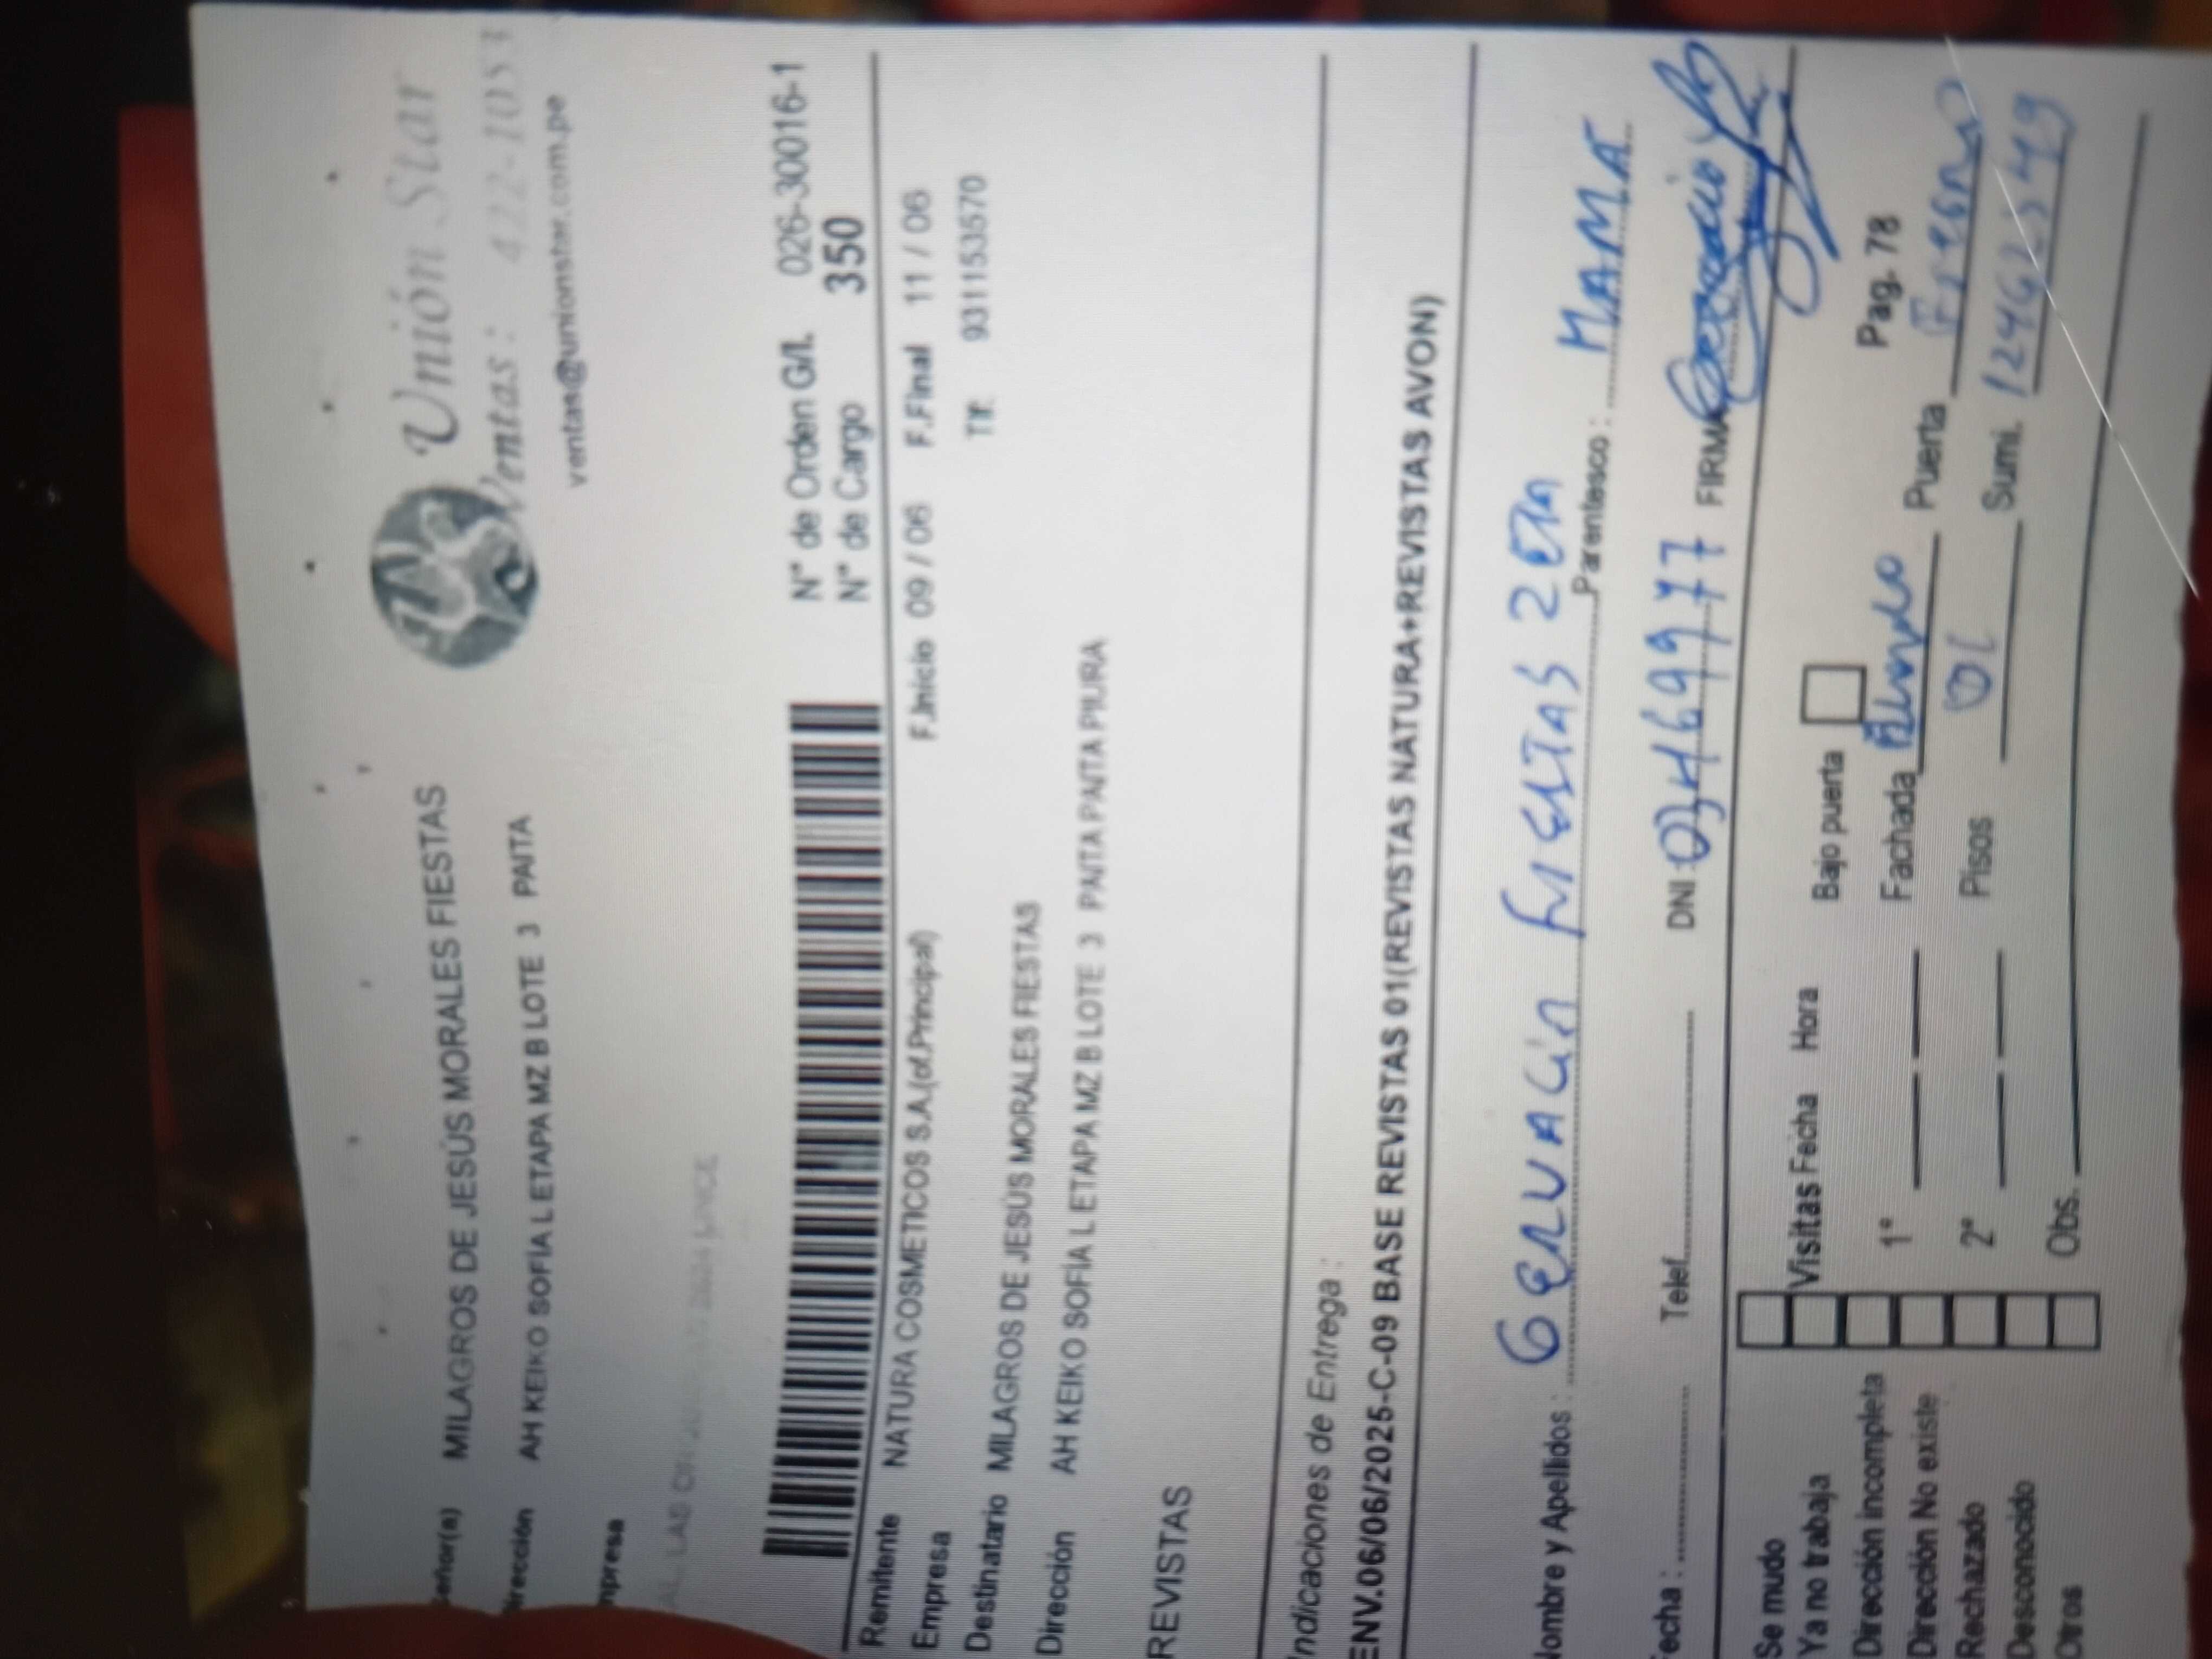 Unión Star
Ventas: 422-1053
ventas@unionstar.com.pe
MILAGROS DE JESÚS MORALES FIESTAS
AH KEIKO SOFÍA L ETAPA MZ B LOTE 3 PAITA
N° de Orden G/L 026-30016-1
N° de Cargo 350
Remitente NATURA COSMETICOS S.A.(of.Principal)
Empresa F.Inicio 09 / 06 F.Final 11 / 06
Destinatario MILAGROS DE JESÚS MORALES FIESTAS Tlf. 931153570
Dirección AH KEIKO SOFÍA L ETAPA MZ B LOTE 3 PAITA PAITA PIURA
REVISTAS
Indicaciones de Entrega :
ENV.06/06/2025-C-09 BASE REVISTAS 01(REVISTAS NATURA+REVISTAS AVON)
Nombre y Apellidos : Parentesco : MAMA
Fecha : Telef. DNI : FIRMA
Se mudo
Ya no trabaja Visitas Fecha Hora Bajo puerta
Dirección incompleta 1° Fachada Puerta Pag. 78
Dirección No existe
Rechazado 2° Pisos 01 Sumi.
Desconocido
Otros Obs.